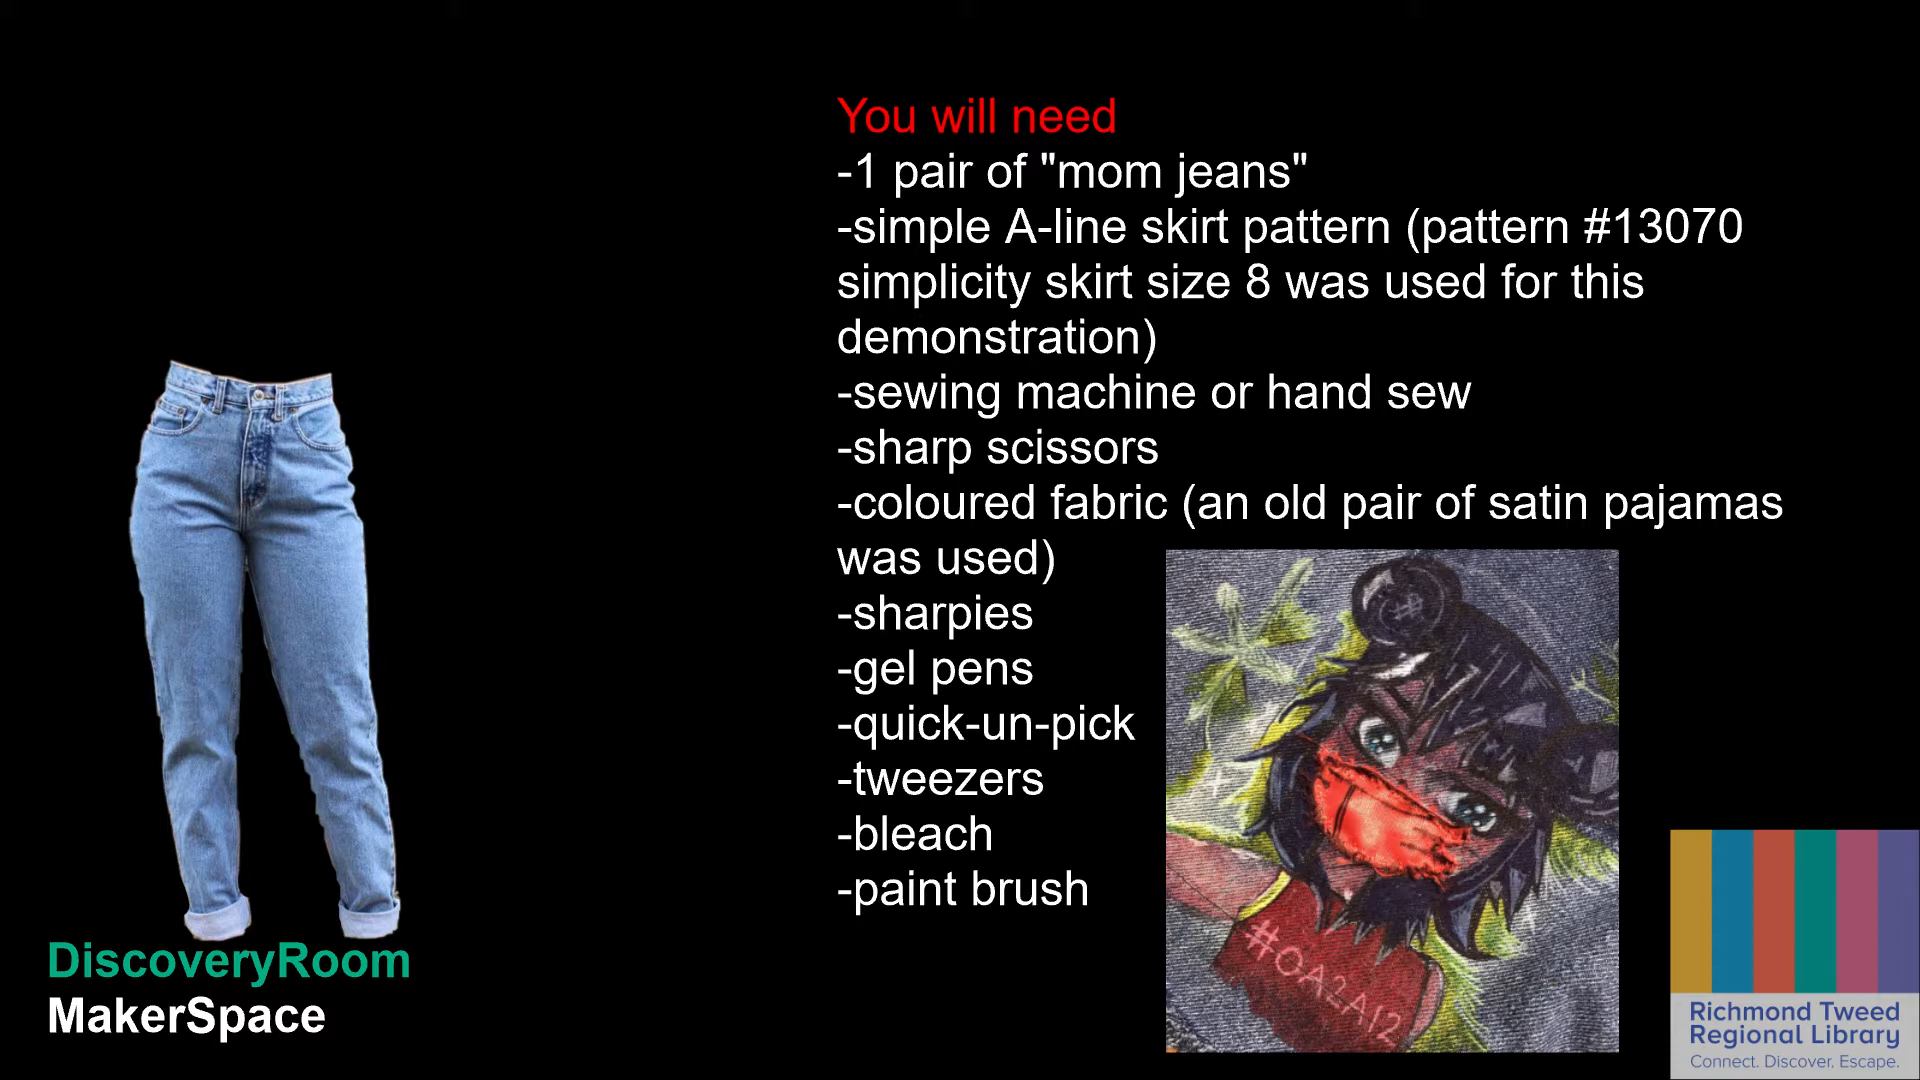 You will need
-1 pair of "mom jeans"
-simple A-line skirt pattern (pattern #13070
simplicity skirt size 8 was used for this
demonstration)
-sewing machine or hand sew
-sharp scissors
-coloured fabric (an old pair of satin pajamas
was used)
-sharpies
-gel pens
-quick-un-pick
-tweezers
-bleach
-paint brush
#0A2A12
DiscoveryRoom
MakerSpace
Richmond Tweed
Regional Library
Connect. Discover. Escape.